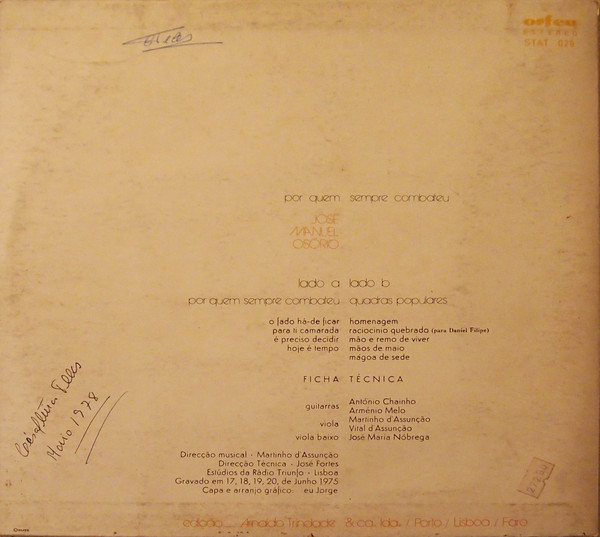 orfeu
STAT 029
por quem sempre combateu
JOSÉ
MANUEL
OSÓRIO
lado a lado b
por quem sempre combateu quadras populares
o fado há-de ficar homenagem
para ti camarada raciocínio quebrado (para Daniel Filipe)
é preciso decidir mão e remo de viver
hoje é tempo mãos de maio
mágoa de sede
FICHA TÉCNICA
guitarras António Chainho
Arménio Melo
viola Martinho d'Assunção
Vital d'Assunção
viola baixo José Maria Nóbrega
Direcção musical - Martinho d'Assunção
Direcção Técnica - José Fortes
Estúdios da Rádio Triunfo - Lisboa
Gravado em 17, 18, 19, 20, de Junho 1975
Capa e arranjo gráfico: eu Jorge
Maio 1978
edição Arnaldo Trindade & ca. lda. / Porto / Lisboa / Faro